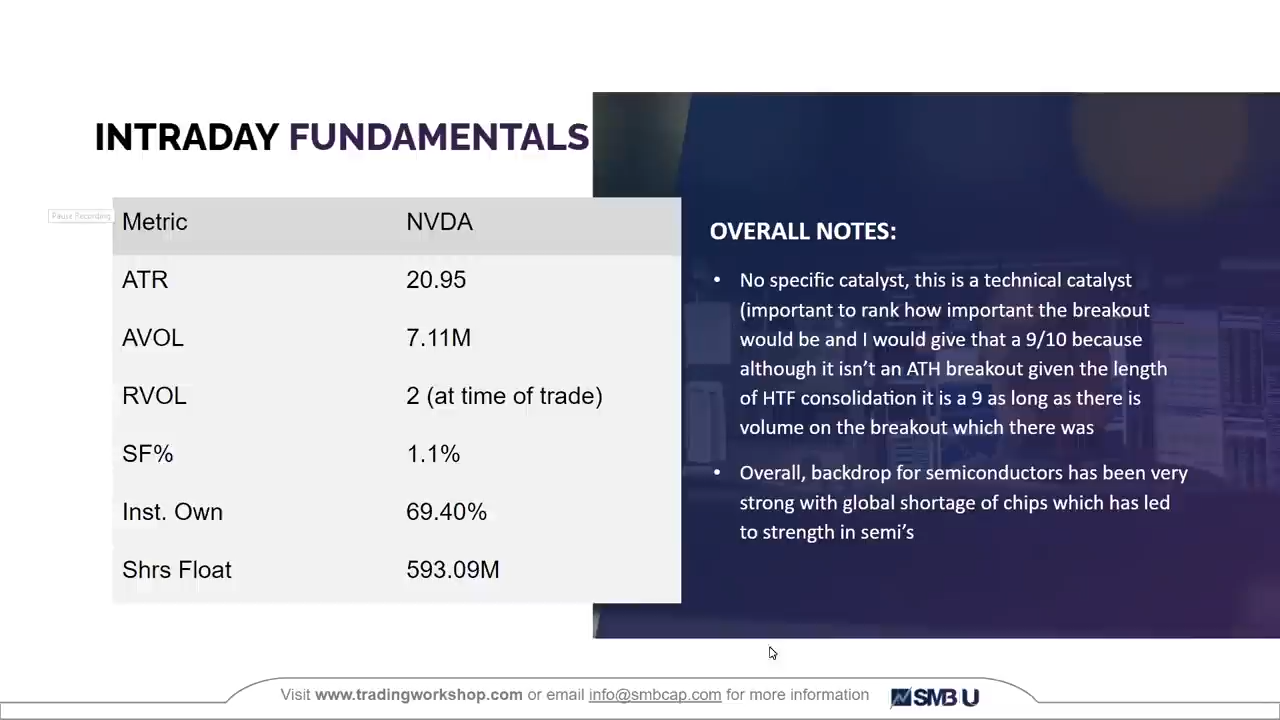 INTRADAY FUNDAMENTALS
Pause Recording
Metric NVDA
ATR 20.95
AVOL 7.11M
RVOL 2 (at time of trade)
SF% 1.1%
Inst. Own 69.40%
Shrs Float 593.09M
OVERALL NOTES:
• No specific catalyst, this is a technical catalyst
(important to rank how important the breakout
would be and I would give that a 9/10 because
although it isn't an ATH breakout given the length
of HTF consolidation it is a 9 as long as there is
volume on the breakout which there was
• Overall, backdrop for semiconductors has been very
strong with global shortage of chips which has led
to strength in semi's
Visit www.tradingworkshop.com or email info@smbcap.com for more information
SMB U